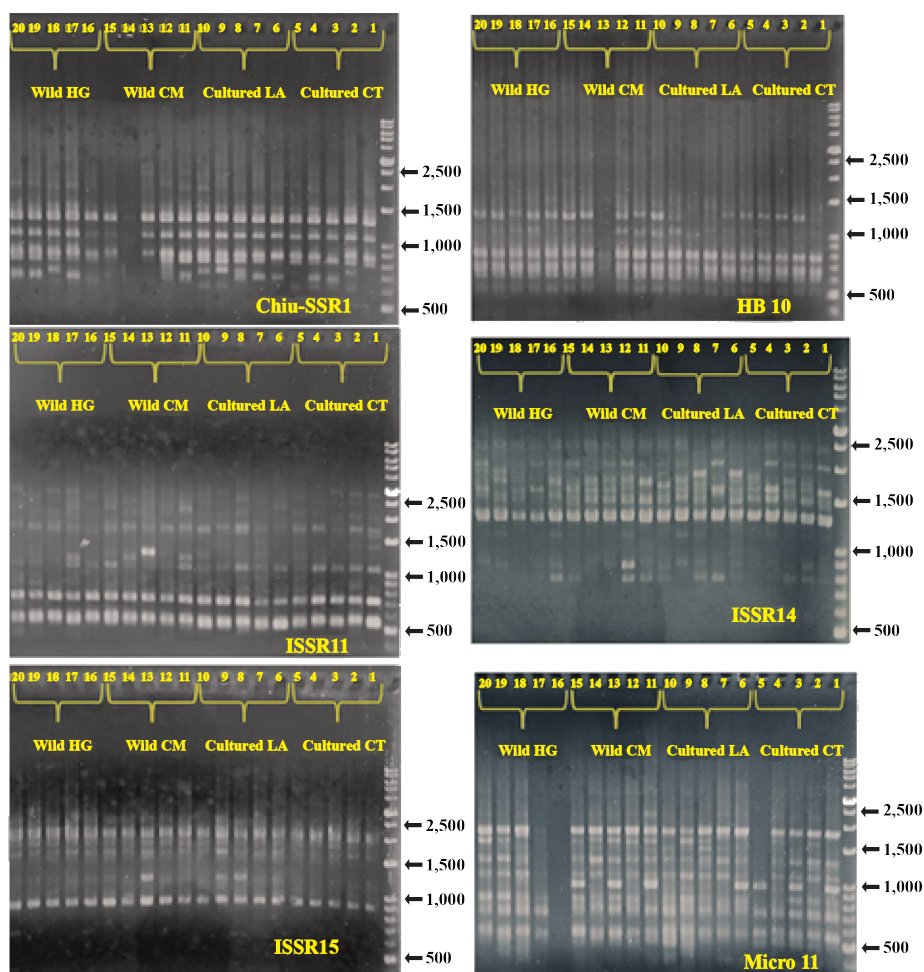 20 19 18 17 16 15 14 13 12 11 10 9 8 7 6 5 4 3 2 1
Wild HG Wild CM Cultured LA Cultured CT
2,500
1,500
1,000
500
Chiu-SSR1
20 19 18 17 16 15 14 13 12 11 10 9 8 7 6 5 4 3 2 1
Wild HG Wild CM Cultured LA Cultured CT
2,500
1,500
1,000
500
HB 10
20 19 18 17 16 15 14 13 12 11 10 9 8 7 6 5 4 3 2 1
Wild HG Wild CM Cultured LA Cultured CT
2,500
1,500
1,000
500
ISSR11
20 19 18 17 16 15 14 13 12 11 10 9 8 7 6 5 4 3 2 1
Wild HG Wild CM Cultured LA Cultured CT
2,500
1,500
1,000
ISSR14
500
20 19 18 17 16 15 14 13 12 11 10 9 8 7 6 5 4 3 2 1
Wild HG Wild CM Cultured LA Cultured CT
2,500
1,500
1,000
ISSR15
500
20 19 18 17 16 15 14 13 12 11 10 9 8 7 6 5 4 3 2 1
Wild HG Wild CM Cultured LA Cultured CT
2,500
1,500
1,000
500
Micro 11